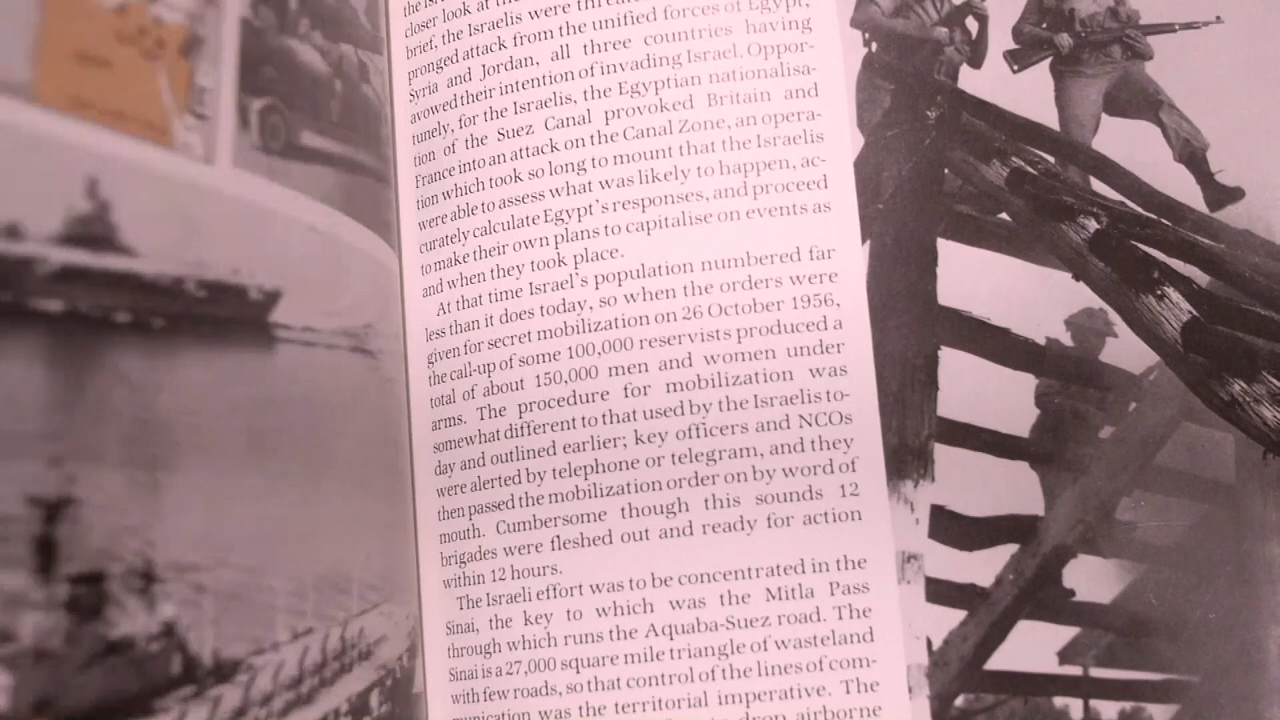 closer look at the
brief, the Israelis were
pronged attack from the unified forces of Egypt,
Syria and Jordan, all three countries having
avowed their intention of invading Israel. Oppor-
tunely, for the Israelis, the Egyptian nationalisa-
tion of the Suez Canal provoked Britain and
France into an attack on the Canal Zone, an opera-
tion which took so long to mount that the Israelis
were able to assess what was likely to happen, ac-
curately calculate Egypt's responses, and proceed
to make their own plans to capitalise on events as
and when they took place.
At that time Israel's population numbered far
less than it does today, so when the orders were
given for secret mobilization on 26 October 1956,
the call-up of some 100,000 reservists produced a
total of about 150,000 men and women under
arms. The procedure for mobilization was
somewhat different to that used by the Israelis to-
day and outlined earlier; key officers and NCOs
were alerted by telephone or telegram, and they
then passed the mobilization order on by word of
mouth. Cumbersome though this sounds 12
brigades were fleshed out and ready for action
within 12 hours.
The Israeli effort was to be concentrated in the
Sinai, the key to which was the Mitla Pass
through which runs the Aquaba-Suez road. The
Sinai is a 27,000 square mile triangle of wasteland
with few roads, so that control of the lines of com-
munication was the territorial imperative. The
drop airborne